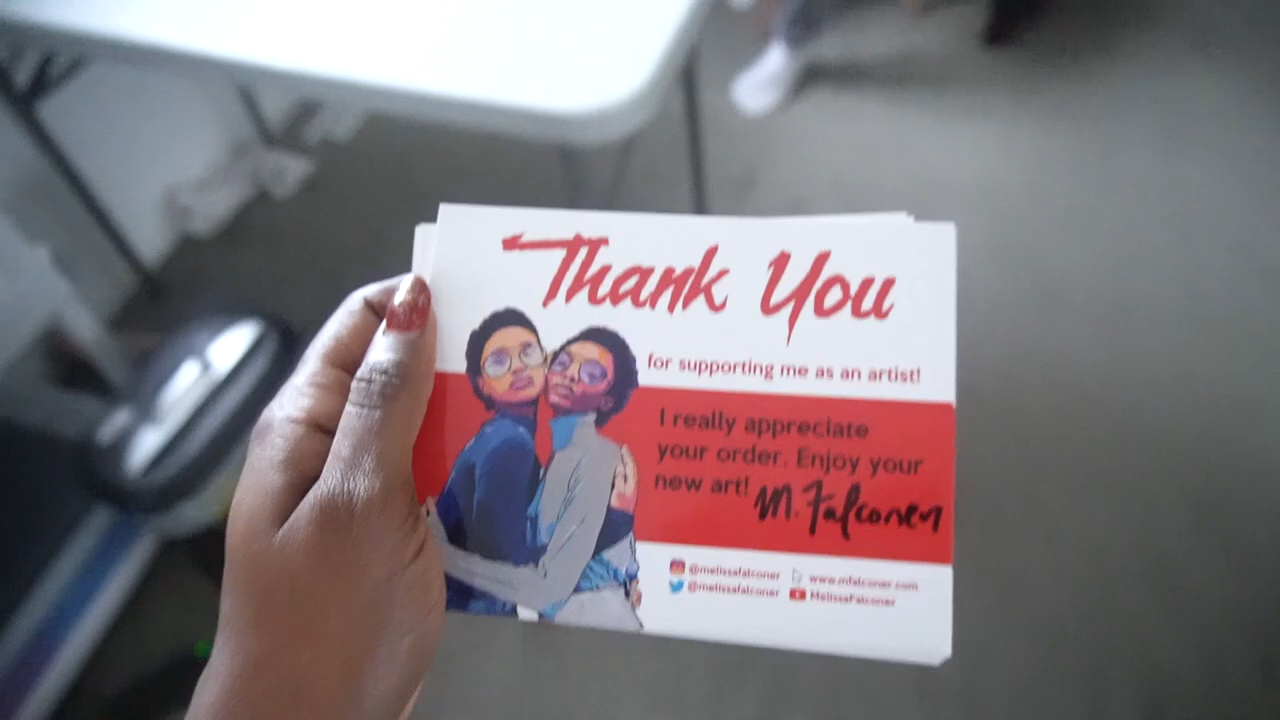 Thank You
for supporting me as an artist!
I really appreciate
your order. Enjoy your
new art! M. Falconer
@melissafalconer www.mfalconer.com
@melissafalconer MelissaFalconer